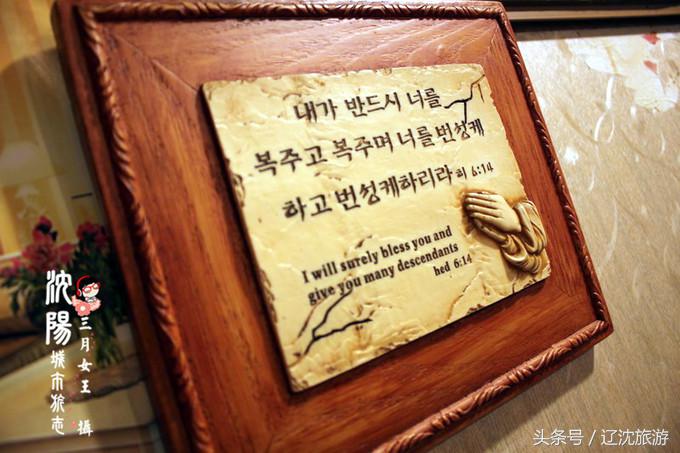 내가 반드시 너를
복주고 복주며 너를 번성케
하고 번성케하리라 히 6:14
I will surely bless you and
give you many descendants
hed 6:14
沈陽
城市旅志
三月女王 攝
头条号 / 辽沈旅游